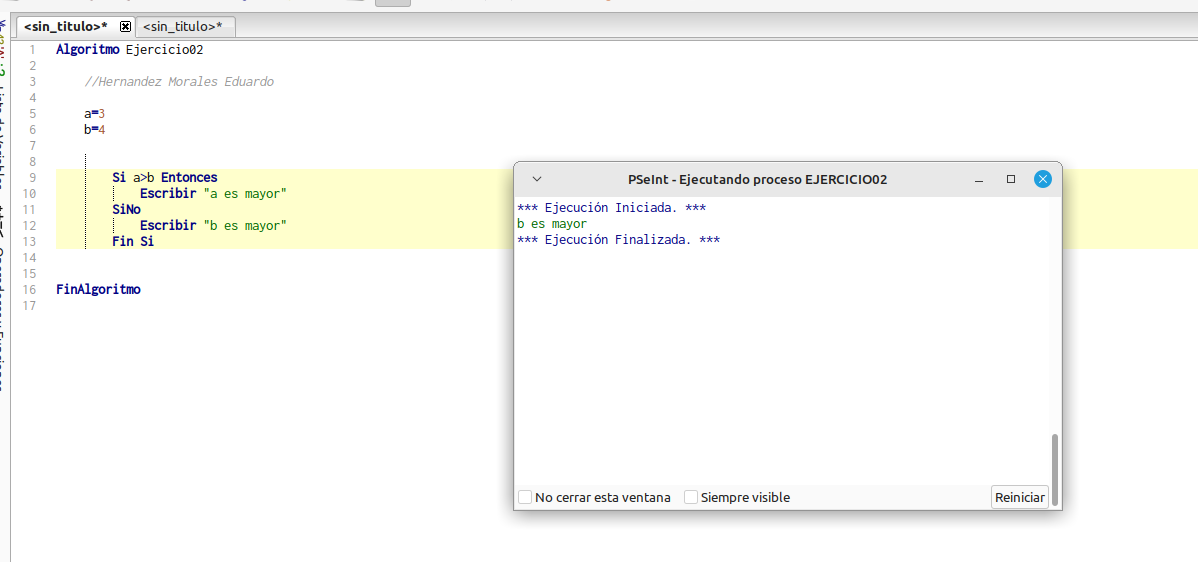 <sin_titulo>*
<sin_titulo>*
1 Algoritmo Ejercicio02
2
3 //Hernandez Morales Eduardo
4
5 a=3
6 b=4
7
8
9 Si a>b Entonces
10 Escribir "a es mayor"
11 SiNo
12 Escribir "b es mayor"
13 Fin Si
14
15
16 FinAlgoritmo
17
PSeInt - Ejecutando proceso EJERCICIO02
*** Ejecución Iniciada. ***
b es mayor
*** Ejecución Finalizada. ***
No cerrar esta ventana
Siempre visible
Reiniciar